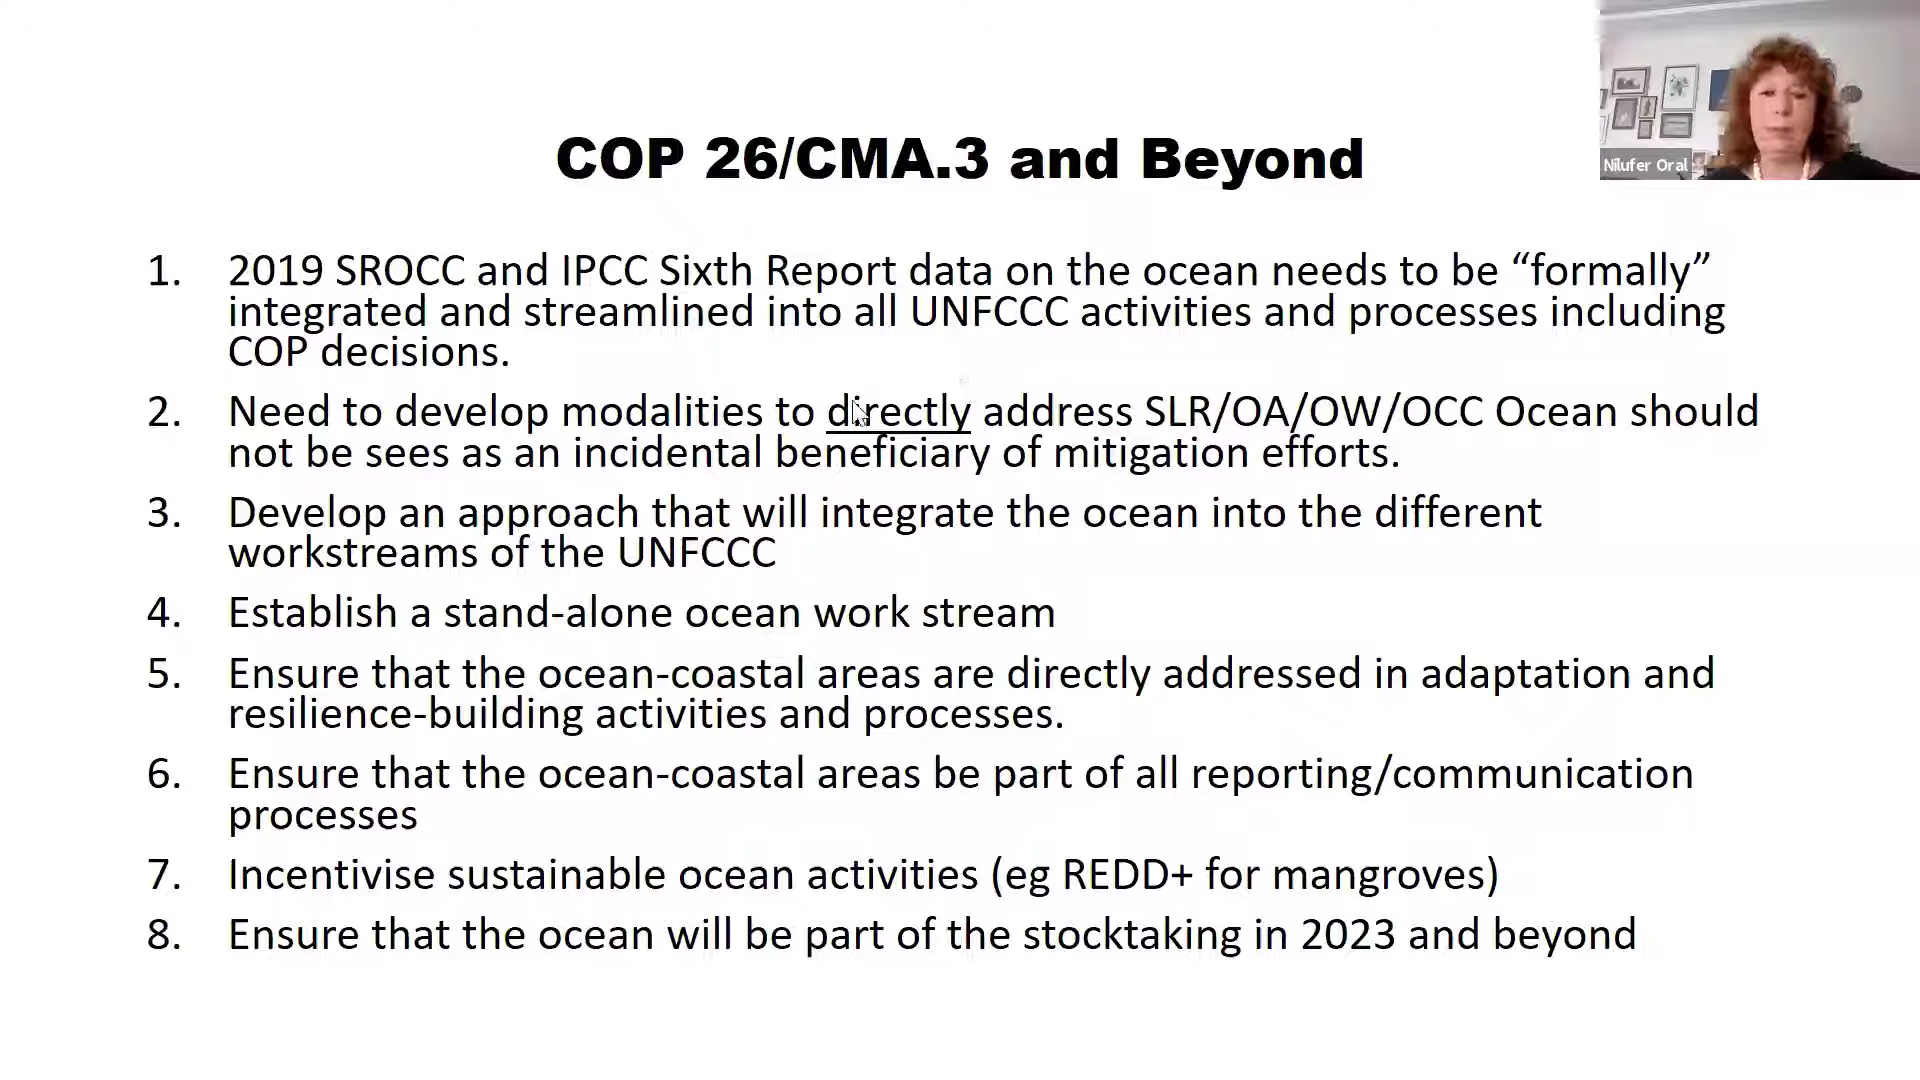 COP 26/CMA.3 and Beyond
Nilufer Oral
1. 2019 SROCC and IPCC Sixth Report data on the ocean needs to be “formally”
integrated and streamlined into all UNFCCC activities and processes including
COP decisions.
2. Need to develop modalities to directly address SLR/OA/OW/OCC Ocean should
not be sees as an incidental beneficiary of mitigation efforts.
3. Develop an approach that will integrate the ocean into the different
workstreams of the UNFCCC
4. Establish a stand-alone ocean work stream
5. Ensure that the ocean-coastal areas are directly addressed in adaptation and
resilience-building activities and processes.
6. Ensure that the ocean-coastal areas be part of all reporting/communication
processes
7. Incentivise sustainable ocean activities (eg REDD+ for mangroves)
8. Ensure that the ocean will be part of the stocktaking in 2023 and beyond